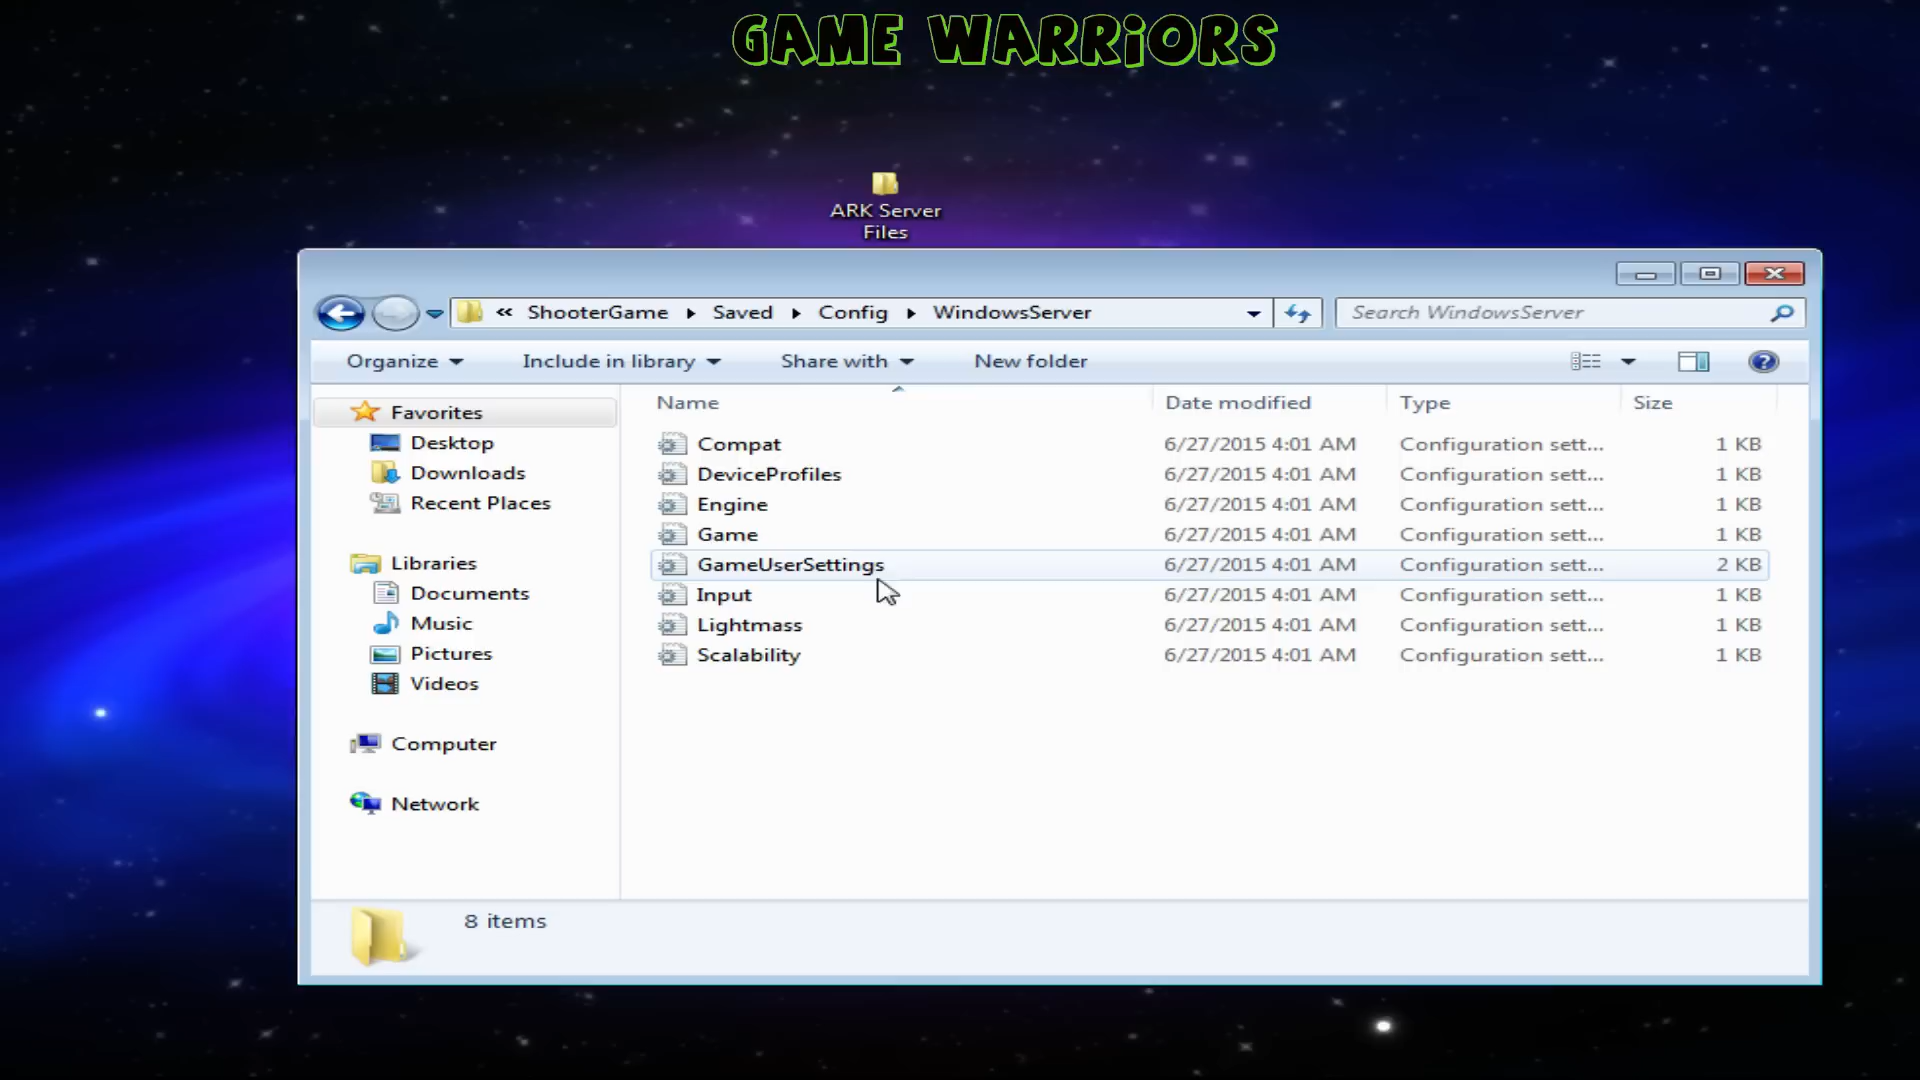 GAME WARRiORS
ARK Server
Files
« ShooterGame Saved Config WindowsServer Search WindowsServer
Organize Include in library Share with New folder
Name Date modified Type Size
Favorites
Desktop
Downloads
Recent Places
Libraries
Documents
Music
Pictures
Videos
Computer
Network
Compat 6/27/2015 4:01 AM Configuration sett... 1 KB
DeviceProfiles 6/27/2015 4:01 AM Configuration sett... 1 KB
Engine 6/27/2015 4:01 AM Configuration sett... 1 KB
Game 6/27/2015 4:01 AM Configuration sett... 1 KB
GameUserSettings 6/27/2015 4:01 AM Configuration sett... 2 KB
Input 6/27/2015 4:01 AM Configuration sett... 1 KB
Lightmass 6/27/2015 4:01 AM Configuration sett... 1 KB
Scalability 6/27/2015 4:01 AM Configuration sett... 1 KB
8 items